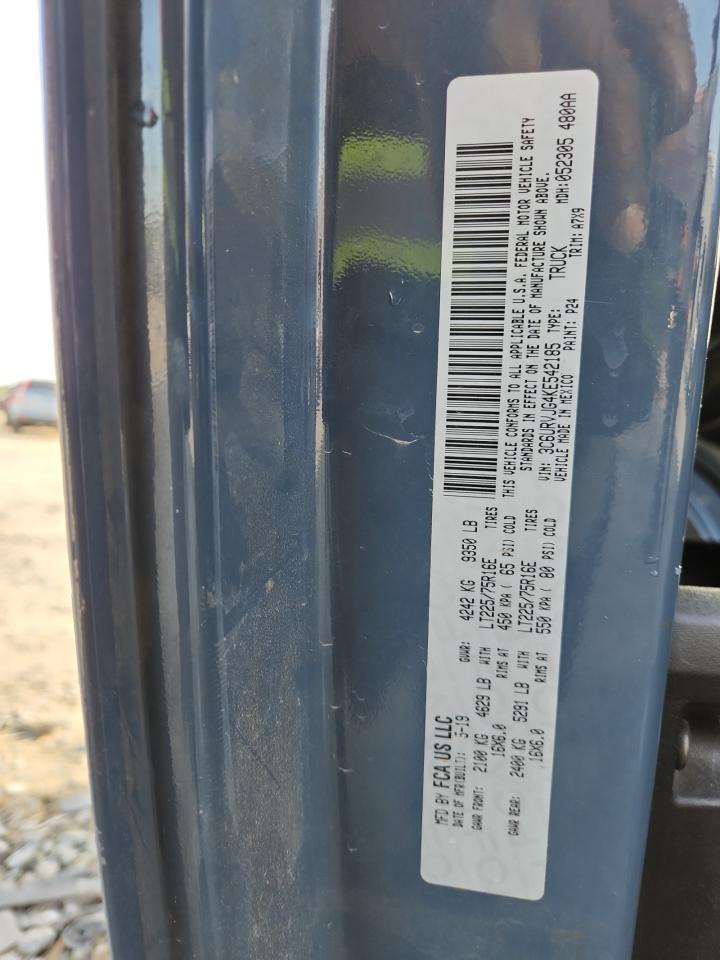 MFD BY FCA US LLC
DATE OF MFR(BUILT): 5-19 GVWR: 4242 KG 9350 LB
GAWR FRONT: 2100 KG 4629 LB WITH LT225/75R16E TIRES
16X6.0 RIMS AT 450 KPA ( 65 PSI) COLD
GAWR REAR: 2400 KG 5291 LB WITH LT225/75R16E TIRES
16X6.0 RIMS AT 550 KPA ( 80 PSI) COLD
THIS VEHICLE CONFORMS TO ALL APPLICABLE U.S.A. FEDERAL MOTOR VEHICLE SAFETY
STANDARDS IN EFFECT ON THE DATE OF MANUFACTURE SHOWN ABOVE.
VIN: 3C6URVJG4KE542185 TYPE: TRUCK MDH:052305 480AA
VEHICLE MADE IN MEXICO PAINT: P24 TRIM: A7X9